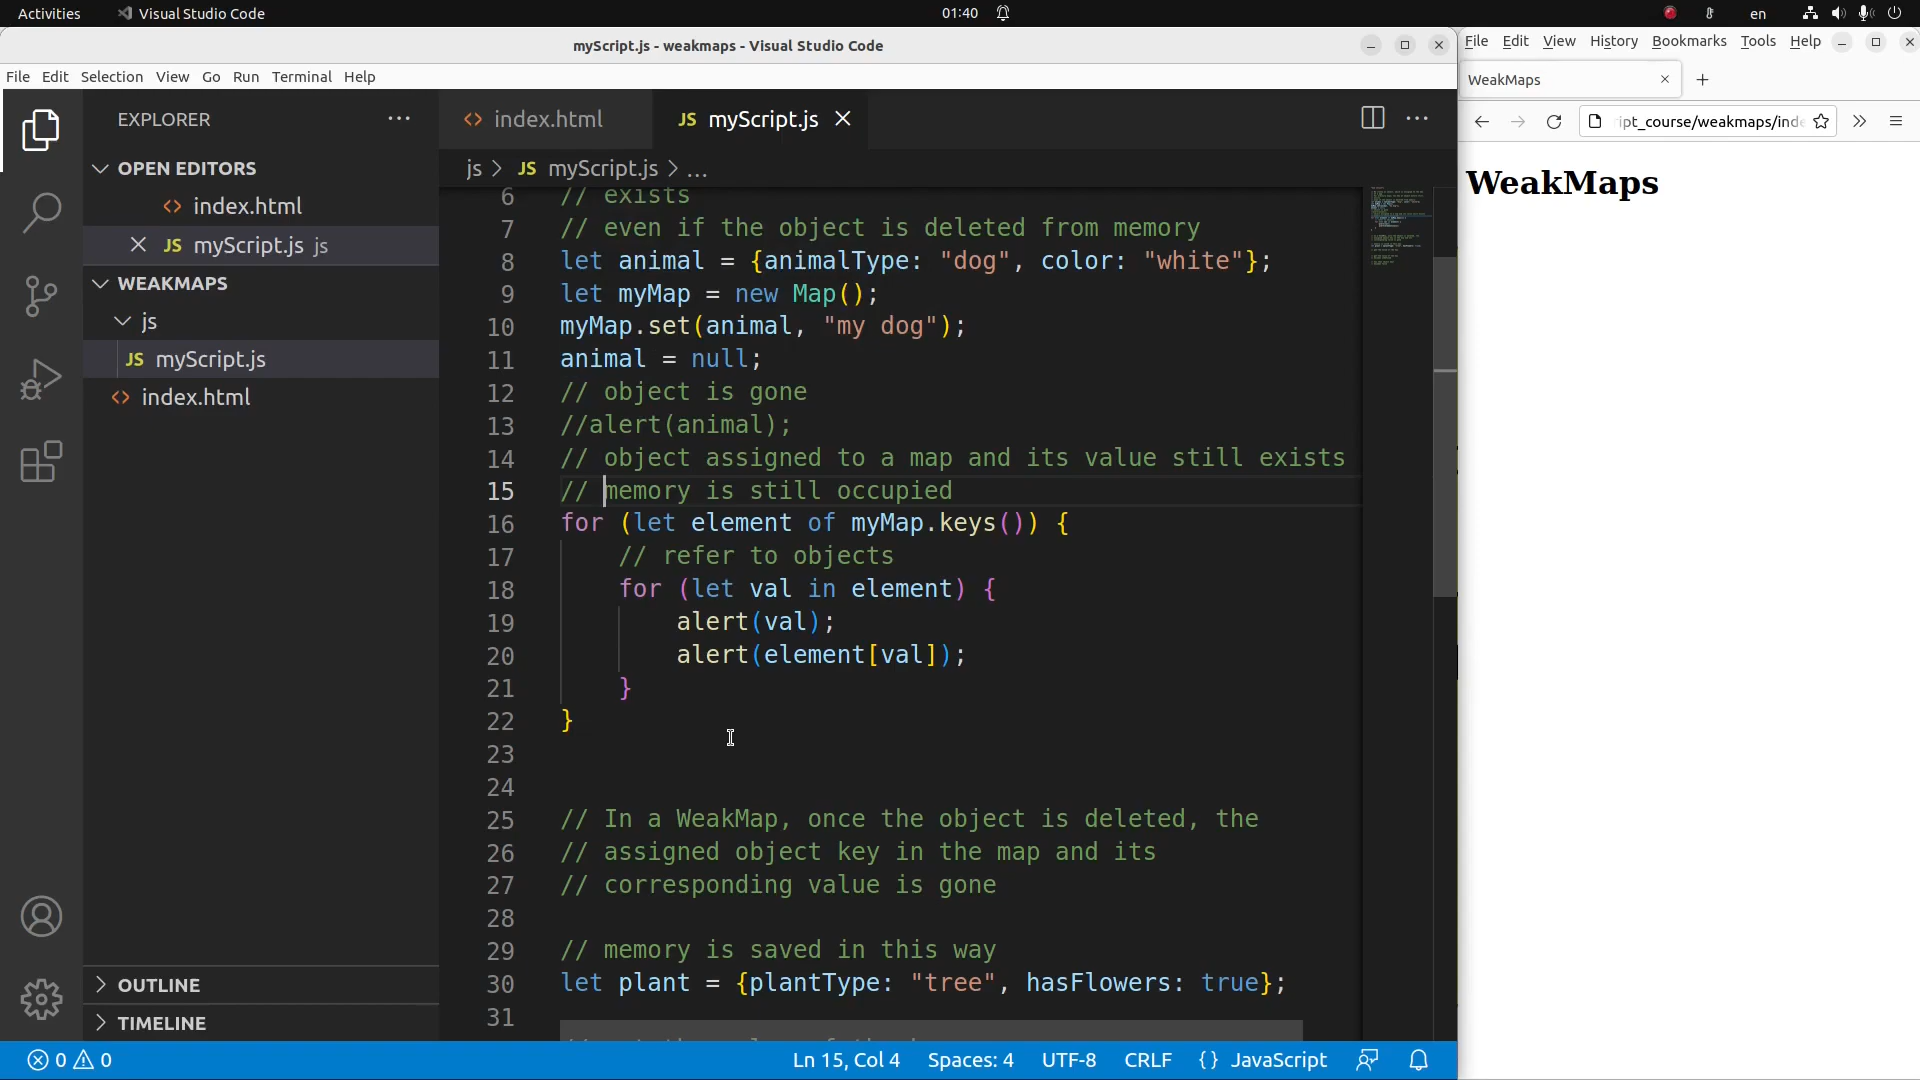 Activities Visual Studio Code 01:40 en
myScript.js - weakmaps - Visual Studio Code
File Edit Selection View Go Run Terminal Help
EXPLORER
OPEN EDITORS
index.html
myScript.js js
WEAKMAPS
js
JS myScript.js
index.html
OUTLINE
TIMELINE
index.html JS myScript.js
js > JS myScript.js > ...
6 // exists
7 // even if the object is deleted from memory
8 let animal = {animalType: "dog", color: "white"};
9 let myMap = new Map();
10 myMap.set(animal, "my dog");
11 animal = null;
12 // object is gone
13 //alert(animal);
14 // object assigned to a map and its value still exists
15 // memory is still occupied
16 for (let element of myMap.keys()) {
17 // refer to objects
18 for (let val in element) {
19 alert(val);
20 alert(element[val]);
21 }
22 }
23
24
25 // In a WeakMap, once the object is deleted, the
26 // assigned object key in the map and its
27 // corresponding value is gone
28
29 // memory is saved in this way
30 let plant = {plantType: "tree", hasFlowers: true};
31
0 0 Ln 15, Col 4 Spaces: 4 UTF-8 CRLF {} JavaScript
File Edit View History Bookmarks Tools Help
WeakMaps
ript_course/weakmaps/inde
WeakMaps